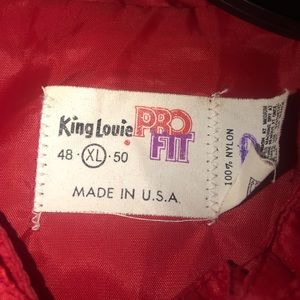 King Louie PRO
FIT
48 · XL · 50
MADE IN U.S.A.
100% NYLON